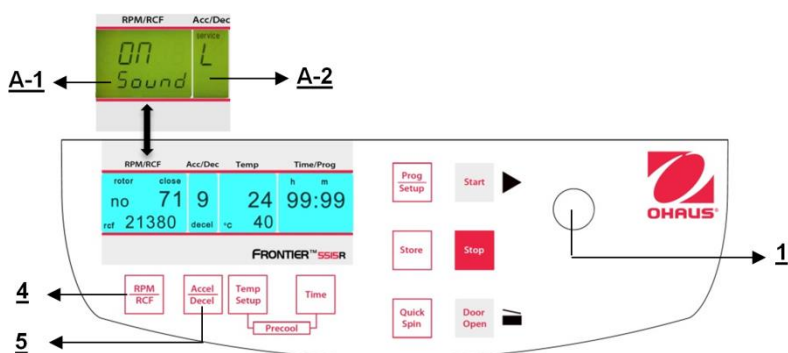 RPM/RCF Acc/Dec
service
ON L
Sound
A-1
A-2
RPM/RCF Acc/Dec Temp Time/Prog
rotor close h m
no 71 9 24 99:99
rcf 21380 decel °C 40
FRONTIER™ 5515R
Prog
Setup
Start
OHAUS®
Store
Stop
1
4
RPM
RCF
Accel
Decel
Temp
Setup
Time
Precool
Quick
Spin
Door
Open
5